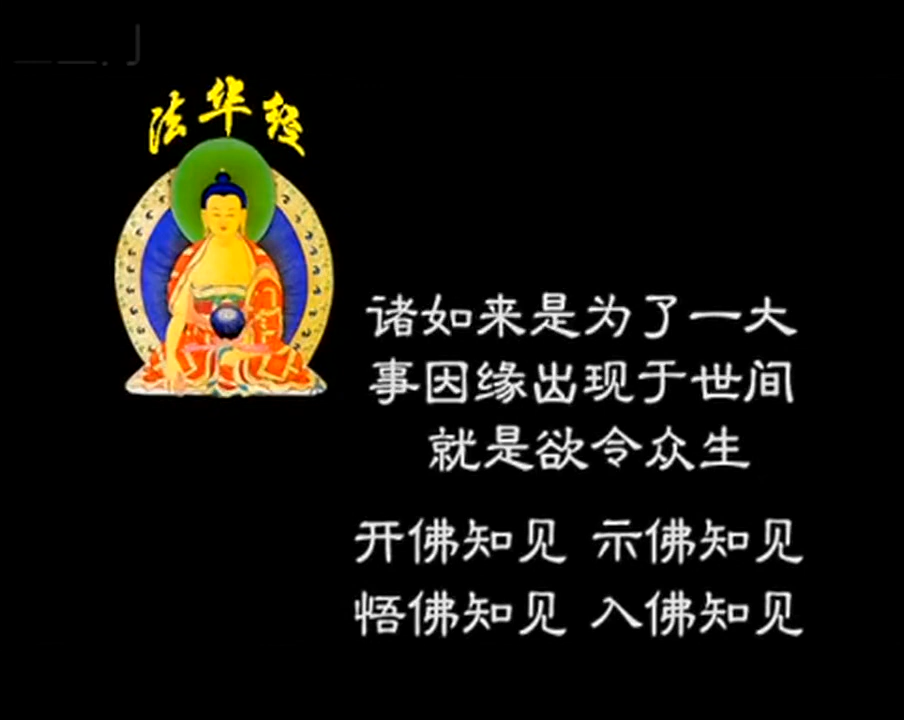 法华经
诸如来是为了一大
事因缘出现于世间
就是欲令众生
开佛知见 示佛知见
悟佛知见 入佛知见